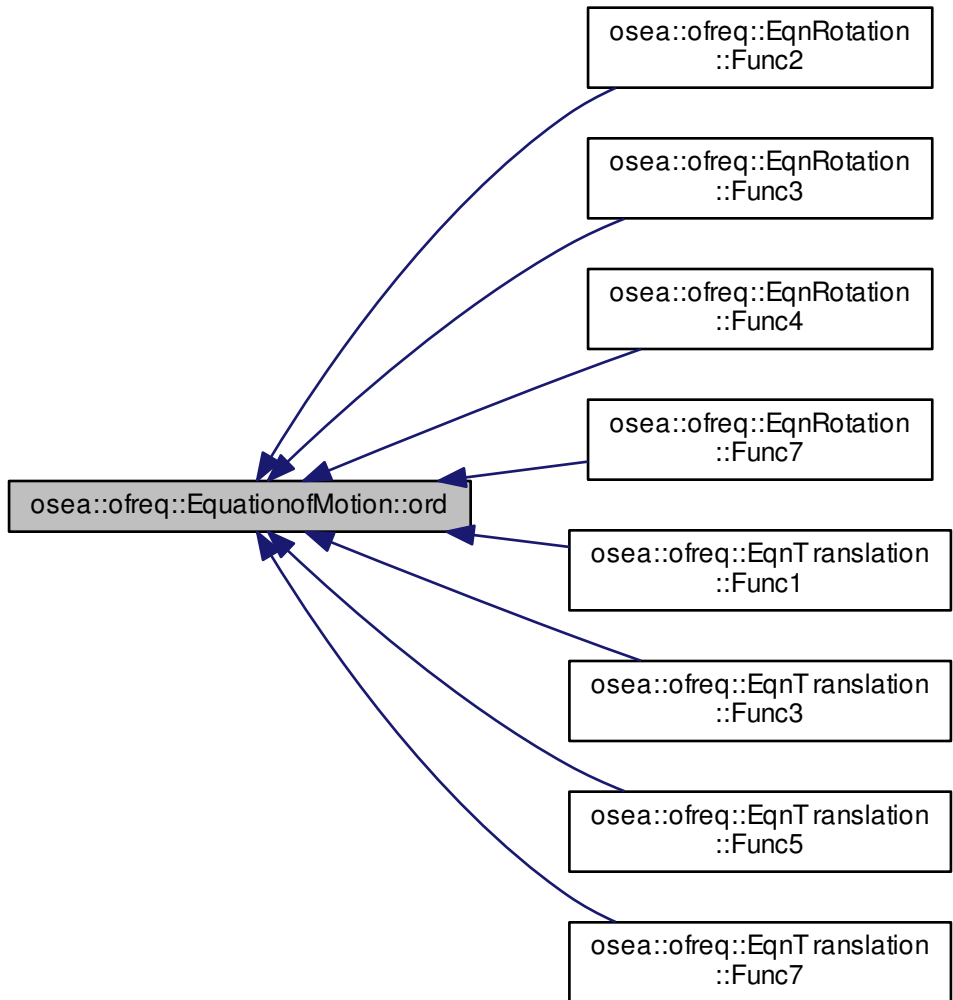 osea::ofreq::EqnRotation
::Func2
osea::ofreq::EqnRotation
::Func3
osea::ofreq::EqnRotation
::Func4
osea::ofreq::EqnRotation
::Func7
osea::ofreq::EquationofMotion::ord
osea::ofreq::EqnTranslation
::Func1
osea::ofreq::EqnTranslation
::Func3
osea::ofreq::EqnTranslation
::Func5
osea::ofreq::EqnTranslation
::Func7